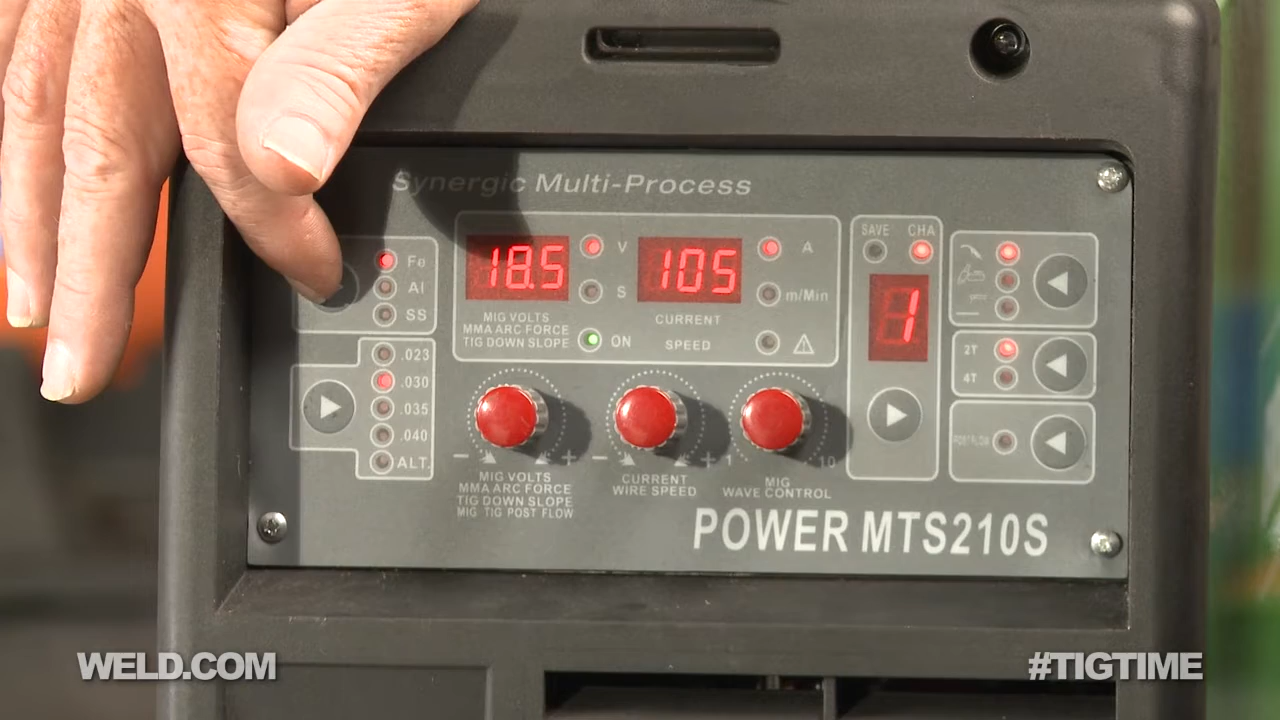 Synergic Multi-Process
Fe
Al
SS
.023
.030
.035
.040
ALT.
18.5
V
S
105
A
m/Min
MIG VOLTS
MMA ARC FORCE
TIG DOWN SLOPE
ON
CURRENT
SPEED
SAVE
CHA
1
2T
4T
POST FLOW
MIG VOLTS
MMA ARC FORCE
TIG DOWN SLOPE
MIG TIG POST FLOW
CURRENT
WIRE SPEED
1
10
MIG
WAVE CONTROL
POWER MTS210S
WELD.COM
#TIGTIME